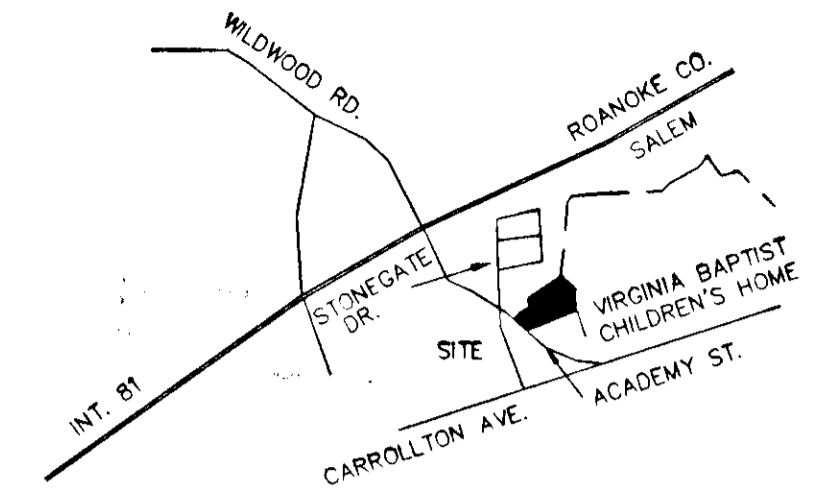 WILDWOOD RD.
ROANOKE CO.
SALEM
STONEGATE
DR.
VIRGINIA BAPTIST
CHILDREN'S HOME
SITE
INT. 81
ACADEMY ST.
CARROLLTON AVE.